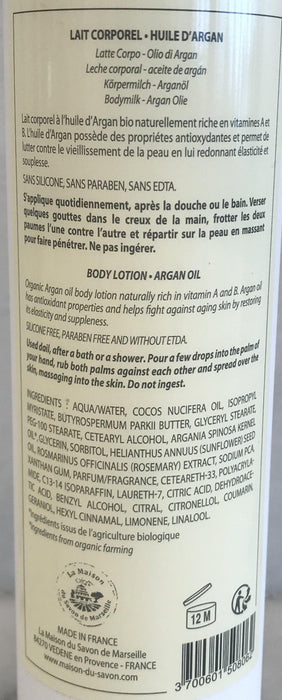 LAIT CORPOREL • HUILE D'ARGAN
Latte Corpo - Olio di Argan
Leche corporal - aceite de argán
Körpermilch - Arganöl
Bodymilk - Argan Olie
Lait corporel à l'huile d'Argan bio naturellement riche en vitamines A et
B. L'huile d'Argan possède des propriétes antioxydantes et permet de
lutter contre le vieillissement de la peau en lui redonnant élasticité et
souplesse.
SANS SILICONE, SANS PARABEN, SANS EDTA.
S'applique quotidiennement, après la douche ou le bain. Verser
quelques gouttes dans le creux de la main, frotter les deux
paumes l'une contre l'autre et répartir sur la peau en massant
pour faire pénétrer. Ne pas ingérer.
BODY LOTION • ARGAN OIL
Organic Argan oil body lotion naturally rich in vitamin A and B. Argan oil
has antioxidant properties and helps fight against aging skin by restoring
its elasticity and suppleness.
SILICONE FREE, PARABEN FREE AND WITHOUT ETDA.
Used dail, after a bath or a shower. Pour a few drops into the palm of
your hand, rub both palms against each other and spread over the
skin, massaging into the skin. Do not ingest.
INGREDIENTS : AQUA/WATER, COCOS NUCIFERA OIL, ISOPROPYL
MYRISTATE, BUTYROSPERMUM PARKII BUTTER, GLYCERYL STEARATE,
PEG-100 STEARATE, CETEARYL ALCOHOL, ARGANIA SPINOSA KERNEL
OIL*, GLYCERIN, SORBITOL, HELIANTHUS ANNUUS (SUNFLOWER) SEED
OIL, ROSMARINUS OFFICINALIS (ROSEMARY) EXTRACT, SODIUM PCA,
XANTHAN GUM, PARFUM/FRAGRANCE, CETEARETH-33, POLYACRYLA-
MIDE, C13-14 ISOPARAFFIN, LAURETH-7, CITRIC ACID, DEHYDROACE-
TIC ACID, BENZYL ALCOHOL, CITRAL, CITRONELLOL, COUMARIN,
GERANIOL, HEXYL CINNAMAL, LIMONENE, LINALOOL.
*Ingrédients issus de l'agriculture biologique
*Ingredients from organic farming
La Maison
du Savon de Marseille
12 M
MADE IN FRANCE
La Maison du Savon de Marseille
84270 VEDENE en Provence - FRANCE
www.maison-du-savon.com
3 700601 508062